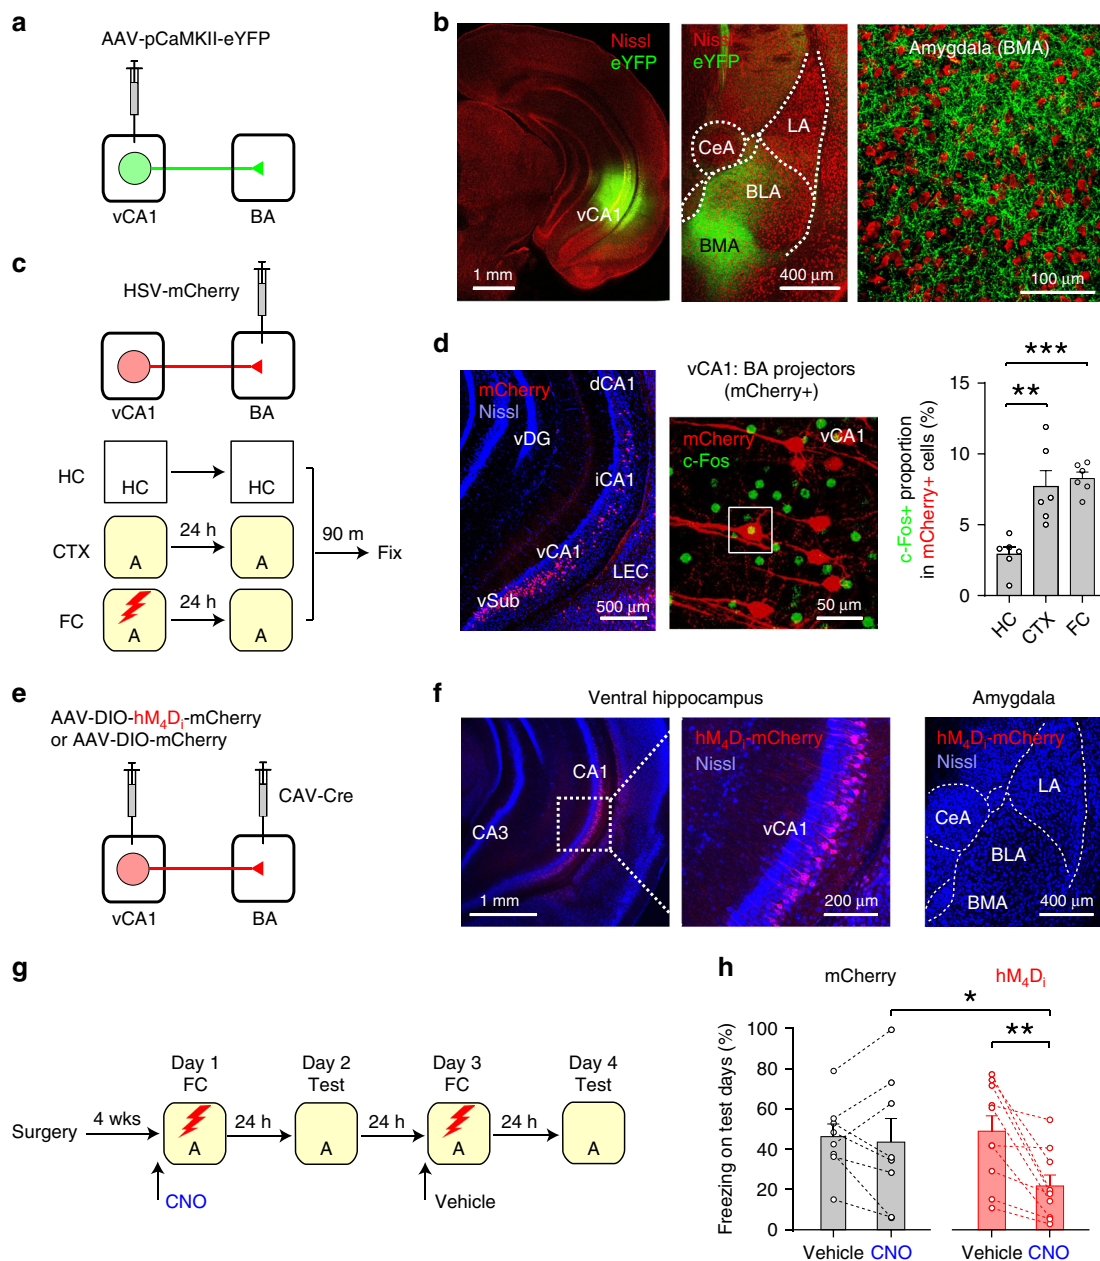 a
AAV-pCaMKII-eYFP
vCA1
BA
b
Nissl
eYFP
vCA1
1 mm
Nissl
eYFP
LA
CeA
BLA
BMA
400 µm
Amygdala (BMA)
100 µm
c
HSV-mCherry
vCA1
BA
HC
HC
HC
CTX
A
24 h
A
FC
A
24 h
A
90 m
Fix
d
mCherry
Nissl
dCA1
vDG
iCA1
vCA1
LEC
vSub
500 µm
vCA1: BA projectors
(mCherry+)
mCherry
c-Fos
vCA1
50 µm
c-Fos+ proportion
in mCherry+ cells (%)
15
10
5
0
**
***
HC
CTX
FC
e
AAV-DIO-hM4Di-mCherry
or AAV-DIO-mCherry
CAV-Cre
vCA1
BA
f
Ventral hippocampus
CA1
CA3
1 mm
hM4Di-mCherry
Nissl
vCA1
200 µm
Amygdala
hM4Di-mCherry
Nissl
LA
CeA
BLA
BMA
400 µm
g
Surgery
4 wks
Day 1
FC
A
CNO
24 h
Day 2
Test
A
24 h
Day 3
FC
A
Vehicle
24 h
Day 4
Test
A
h
mCherry
hM4Di
*
**
Freezing on test days (%)
100
80
60
40
20
0
Vehicle CNO
Vehicle CNO